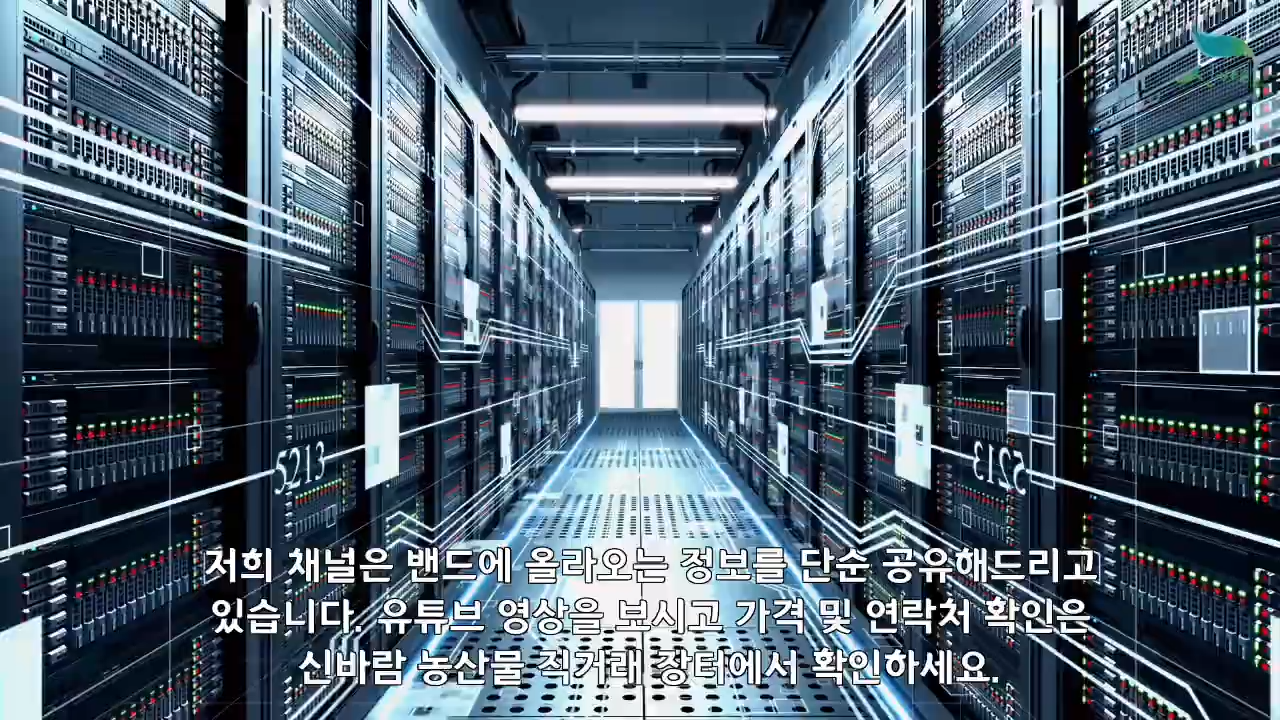 5213
5213
저희 채널은 밴드에 올라오는 정보를 단순 공유해드리고
있습니다. 유튜브 영상을 보시고 가격 및 연락처 확인은
신바람 농산물 직거래 장터에서 확인하세요.